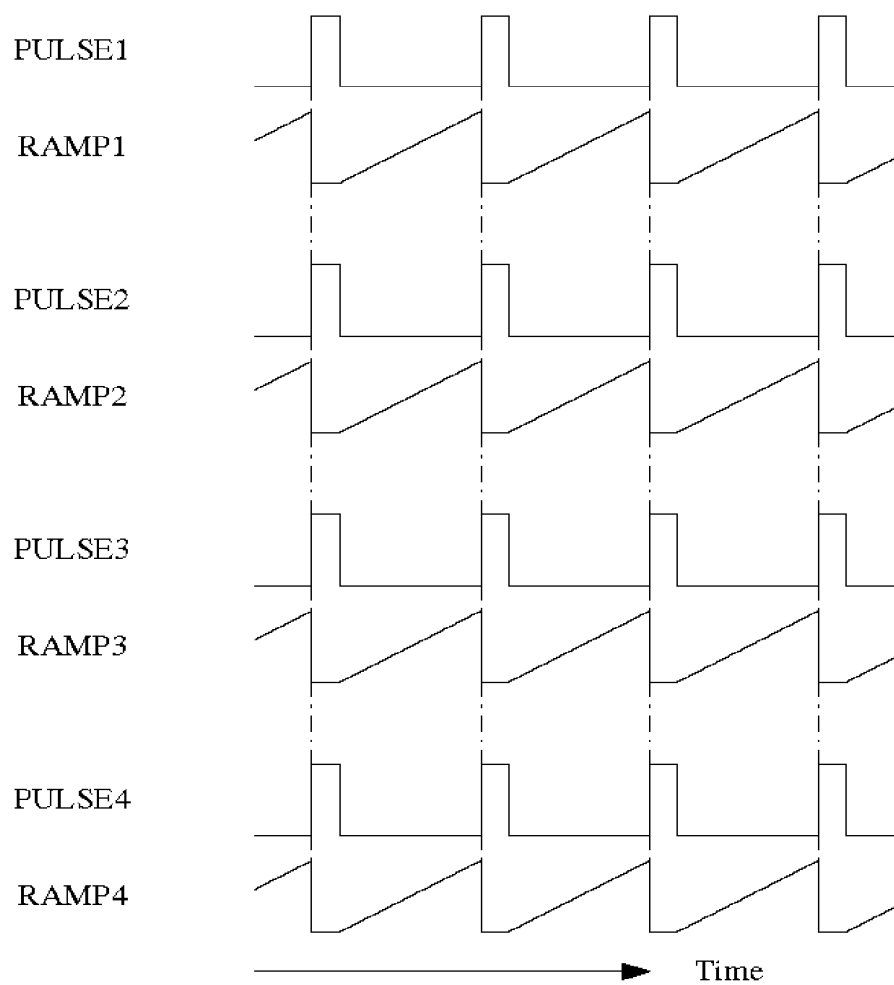 PULSE1
RAMP1
PULSE2
RAMP2
PULSE3
RAMP3
PULSE4
RAMP4
Time